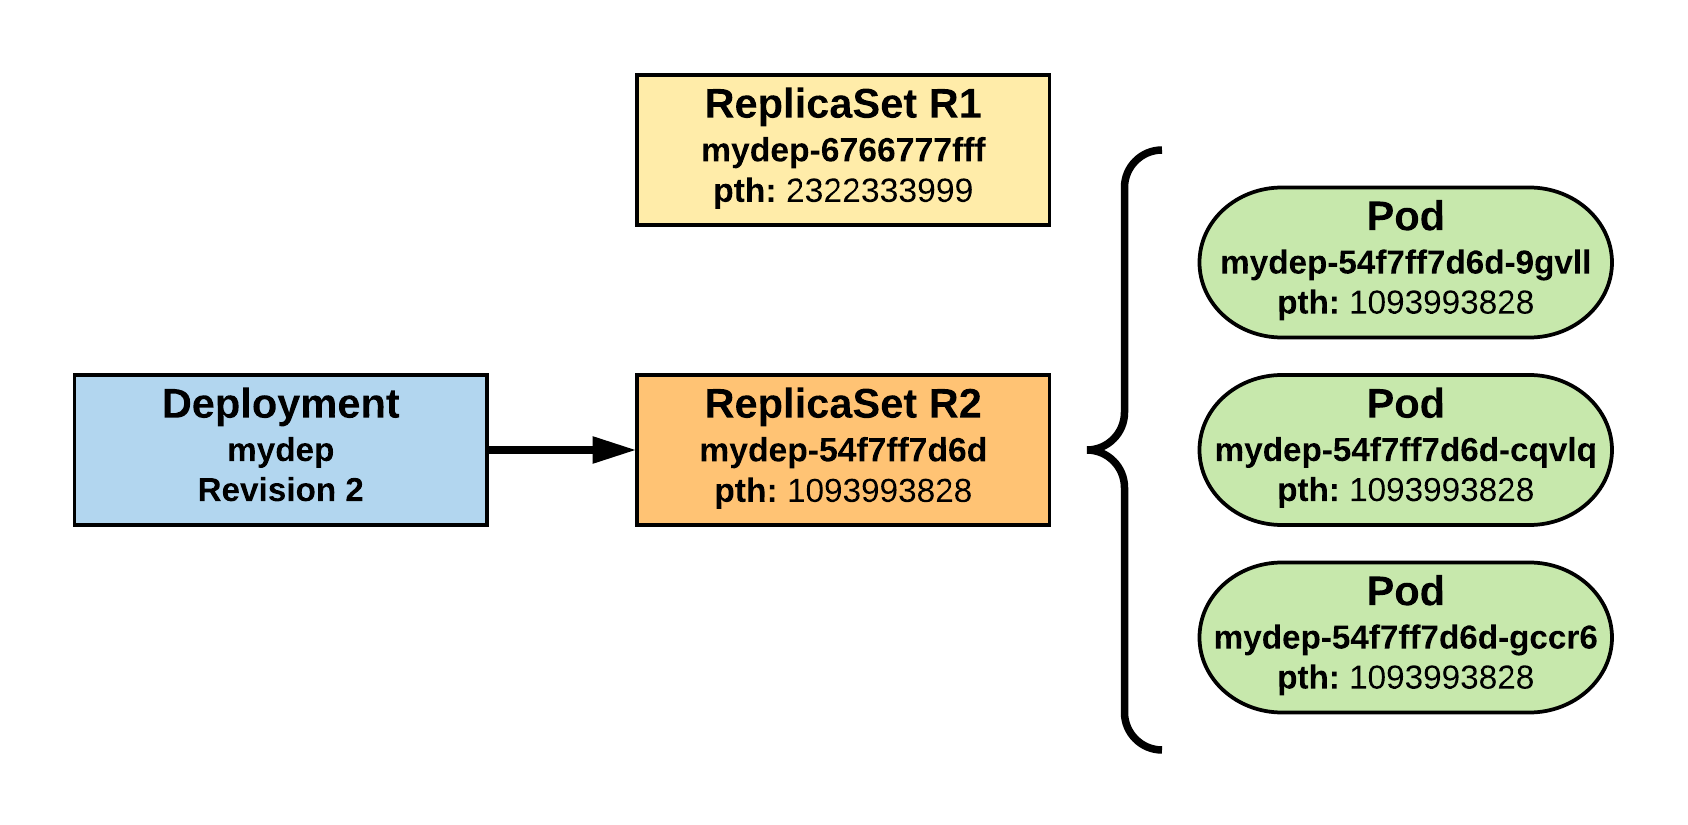 ReplicaSet R1
mydep-6766777fff
pth: 2322333999
Deployment
mydep
Revision 2
ReplicaSet R2
mydep-54f7ff7d6d
pth: 1093993828
Pod
mydep-54f7ff7d6d-9gvll
pth: 1093993828
Pod
mydep-54f7ff7d6d-cqvlq
pth: 1093993828
Pod
mydep-54f7ff7d6d-gccr6
pth: 1093993828